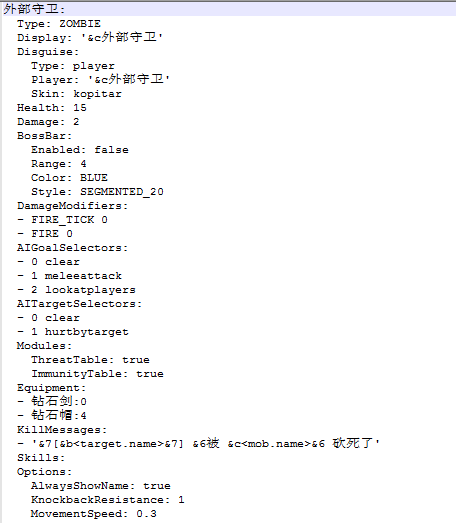 外部守卫:
  Type: ZOMBIE
  Display: '&c外部守卫'
  Disguise:
    Type: player
    Player: '&c外部守卫'
    Skin: kopitar
  Health: 15
  Damage: 2
  BossBar:
    Enabled: false
    Range: 4
    Color: BLUE
    Style: SEGMENTED_20
  DamageModifiers:
  - FIRE_TICK 0
  - FIRE 0
  AIGoalSelectors:
  - 0 clear
  - 1 meleeattack
  - 2 lookatplayers
  AITargetSelectors:
  - 0 clear
  - 1 hurtbytarget
  Modules:
    ThreatTable: true
    ImmunityTable: true
  Equipment:
  - 钻石剑:0
  - 钻石帽:4
  KillMessages:
  - '&7[&b<target.name>&7] &6被 &c<mob.name>&6 砍死了'
  Skills:
  Options:
    AlwaysShowName: true
    KnockbackResistance: 1
    MovementSpeed: 0.3